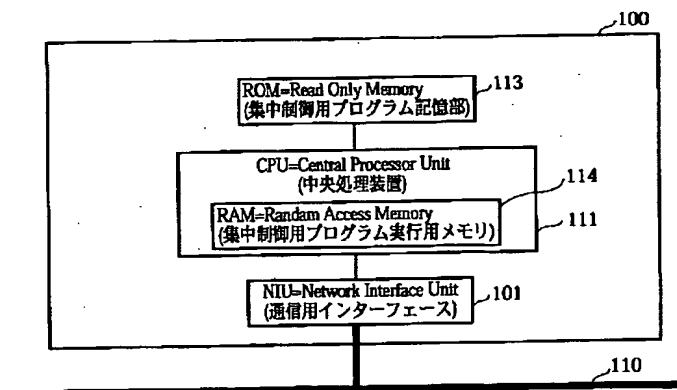 100
ROM=Read Only Memory
(集中制御用プログラム記憶部)
113
CPU=Central Processor Unit
(中央処理装置)
114
RAM=Randam Access Memory
(集中制御用プログラム実行用メモリ)
111
NIU=Network Interface Unit
(通信用インターフェース)
101
110